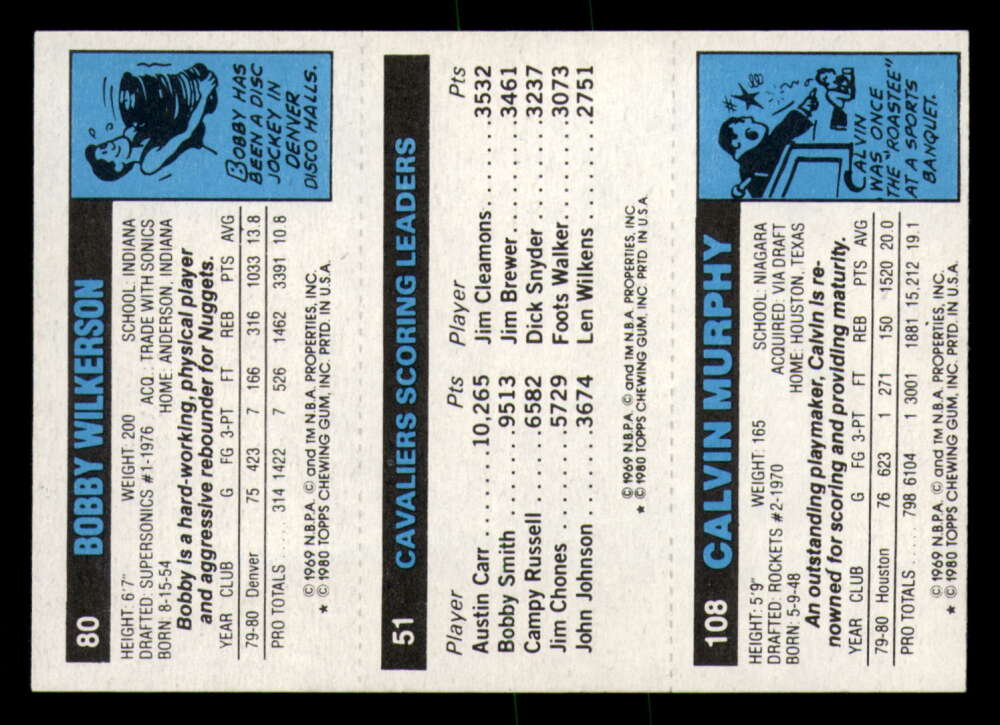 80 BOBBY WILKERSON
HEIGHT: 6'7" WEIGHT: 200 SCHOOL: INDIANA
DRAFTED: SUPERSONICS #1-1976 ACQ.: TRADE WITH SONICS
BORN: 8-15-54 HOME: ANDERSON, INDIANA
Bobby is a hard-working, physical player
and aggressive rebounder for Nuggets.
YEAR CLUB G FG 3-PT FT REB PTS AVG
79-80 Denver 75 423 7 166 316 1033 13.8
PRO TOTALS .... 314 1422 7 526 1462 3391 10.8
© 1969 N.B.P.A. © and TM N.B.A. PROPERTIES, INC.
★ © 1980 TOPPS CHEWING GUM, INC. PRTD. IN U.S.A.
BOBBY HAS
BEEN A DISC
JOCKEY IN
DENVER
DISCO HALLS.
51 CAVALIERS SCORING LEADERS
Player Pts Player Pts
Austin Carr ..... 10,265 Jim Cleamons ..... 3532
Bobby Smith ..... 9513 Jim Brewer ..... 3461
Campy Russell ..... 6582 Dick Snyder ..... 3237
Jim Chones ..... 5729 Foots Walker ..... 3073
John Johnson ..... 3674 Len Wilkens ..... 2751
© 1969 N.B.P.A. © and TM N.B.A. PROPERTIES, INC.
★ © 1980 TOPPS CHEWING GUM, INC. PRTD. IN U.S.A.
108 CALVIN MURPHY
HEIGHT: 5'9" WEIGHT: 165 SCHOOL: NIAGARA
DRAFTED: ROCKETS #2-1970 ACQUIRED: VIA DRAFT
BORN: 5-9-48 HOME: HOUSTON, TEXAS
An outstanding playmaker, Calvin is re-
nowned for scoring and providing maturity.
YEAR CLUB G FG 3-PT FT REB PTS AVG
79-80 Houston 76 623 1 271 150 1520 20.0
PRO TOTALS .... 798 6104 1 3001 1881 15,212 19.1
© 1969 N.B.P.A. © and TM N.B.A. PROPERTIES, INC.
★ © 1980 TOPPS CHEWING GUM, INC. PRTD. IN U.S.A.
CALVIN
WAS ONCE
THE "ROASTEE"
AT A SPORTS
BANQUET.